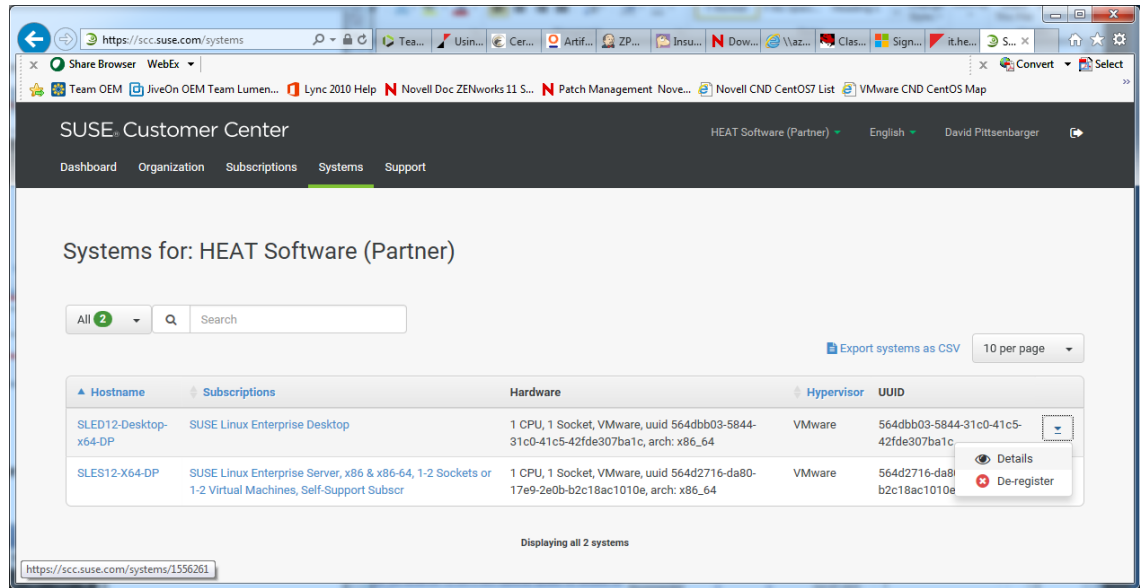 https://scc.suse.com/systems
Tea...
Usin...
Cer...
Artif...
ZP...
Insu...
Dow...
\\az...
Clas...
Sign...
it.he...
S...
Share Browser WebEx
Convert
Select
Team OEM
JiveOn OEM Team Lumen...
Lync 2010 Help
Novell Doc ZENworks 11 S...
Patch Management Nove...
Novell CND CentOS7 List
VMware CND CentOS Map
SUSE® Customer Center
HEAT Software (Partner)
English
David Pittsenbarger
Dashboard Organization Subscriptions Systems Support
Systems for: HEAT Software (Partner)
All 2
Search
Export systems as CSV
10 per page
Hostname Subscriptions Hardware Hypervisor UUID
SLED12-Desktop-
x64-DP
SUSE Linux Enterprise Desktop
1 CPU, 1 Socket, VMware, uuid 564dbb03-5844-
31c0-41c5-42fde307ba1c, arch: x86_64
VMware
564dbb03-5844-31c0-41c5-
42fde307ba1c
Details
De-register
SLES12-X64-DP
SUSE Linux Enterprise Server, x86 & x86-64, 1-2 Sockets or
1-2 Virtual Machines, Self-Support Subscr
1 CPU, 1 Socket, VMware, uuid 564d2716-da80-
17e9-2e0b-b2c18ac1010e, arch: x86_64
VMware
564d2716-da8
b2c18ac1010e
Displaying all 2 systems
https://scc.suse.com/systems/1556261